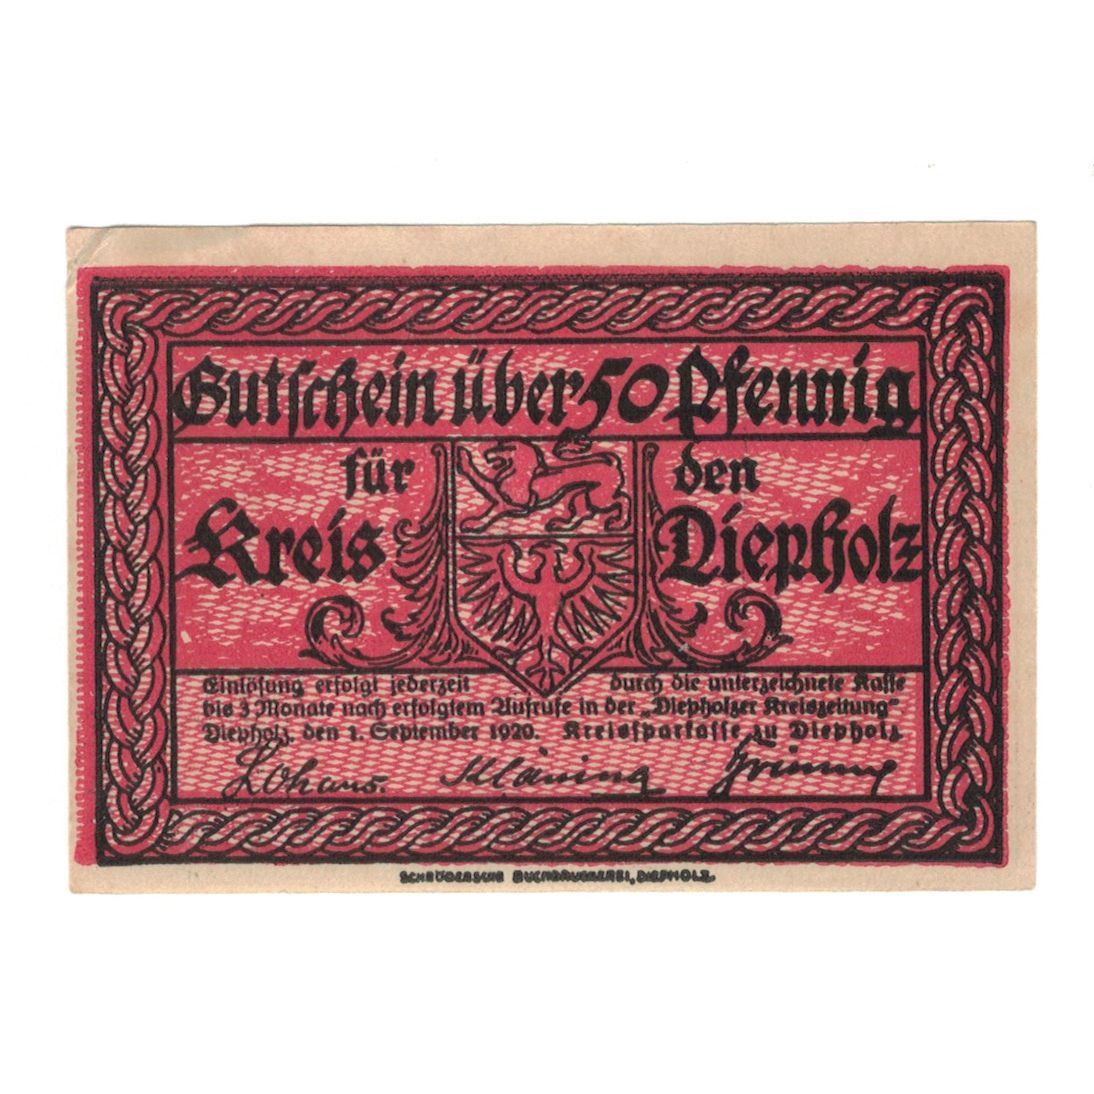 Gutschein über 50 Pfennig
für den
Kreis Diepholz
Einlösung erfolgt jederzeit durch die unterzeichnete Kasse
bis 3 Monate nach erfolgtem Aufrufe in der „Diepholzer Kreiszeitung“
Diepholz, den 1. September 1920. Kreissparkasse zu Diepholz.
SCHRÖDERSCHE BUCHDRUCKEREI, DIEPHOLZ.